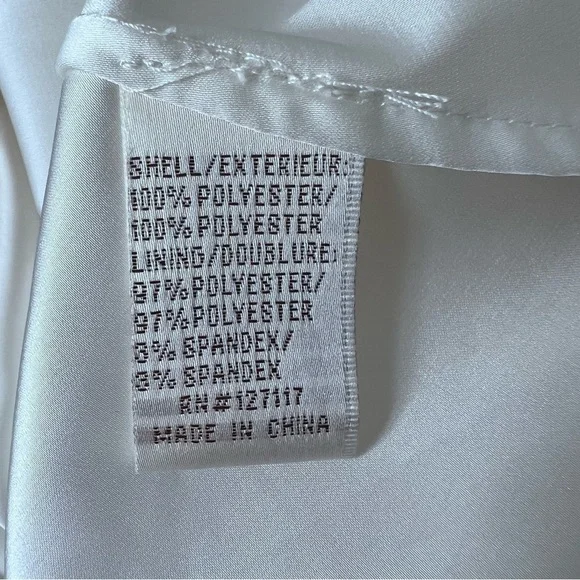 SHELL/EXTERIEUR:
100% POLYESTER/
100% POLYESTER
LINING/DOUBLURE:
97% POLYESTER/
97% POLYESTER
3% SPANDEX/
3% SPANDEX
RN#127117
MADE IN CHINA